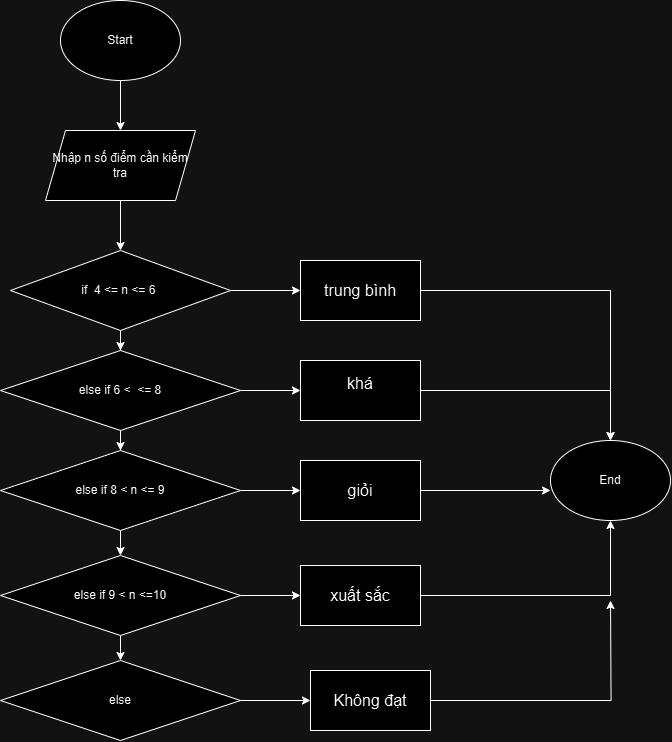 Start
Nhập n số điểm cần kiểm
tra
if 4 <= n <= 6
trung bình
else if 6 < <= 8
khá
End
else if 8 < n <= 9
giỏi
else if 9 < n <=10
xuất sắc
else
Không đạt